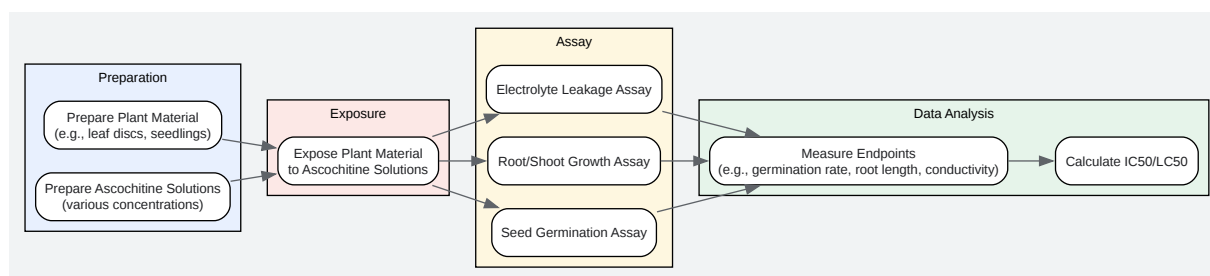 Preparation
Prepare Plant Material
(e.g., leaf discs, seedlings)
Prepare Ascochitine Solutions
(various concentrations)
Exposure
Expose Plant Material
to Ascochitine Solutions
Assay
Electrolyte Leakage Assay
Root/Shoot Growth Assay
Seed Germination Assay
Data Analysis
Measure Endpoints
(e.g., germination rate, root length, conductivity)
Calculate IC50/LC50